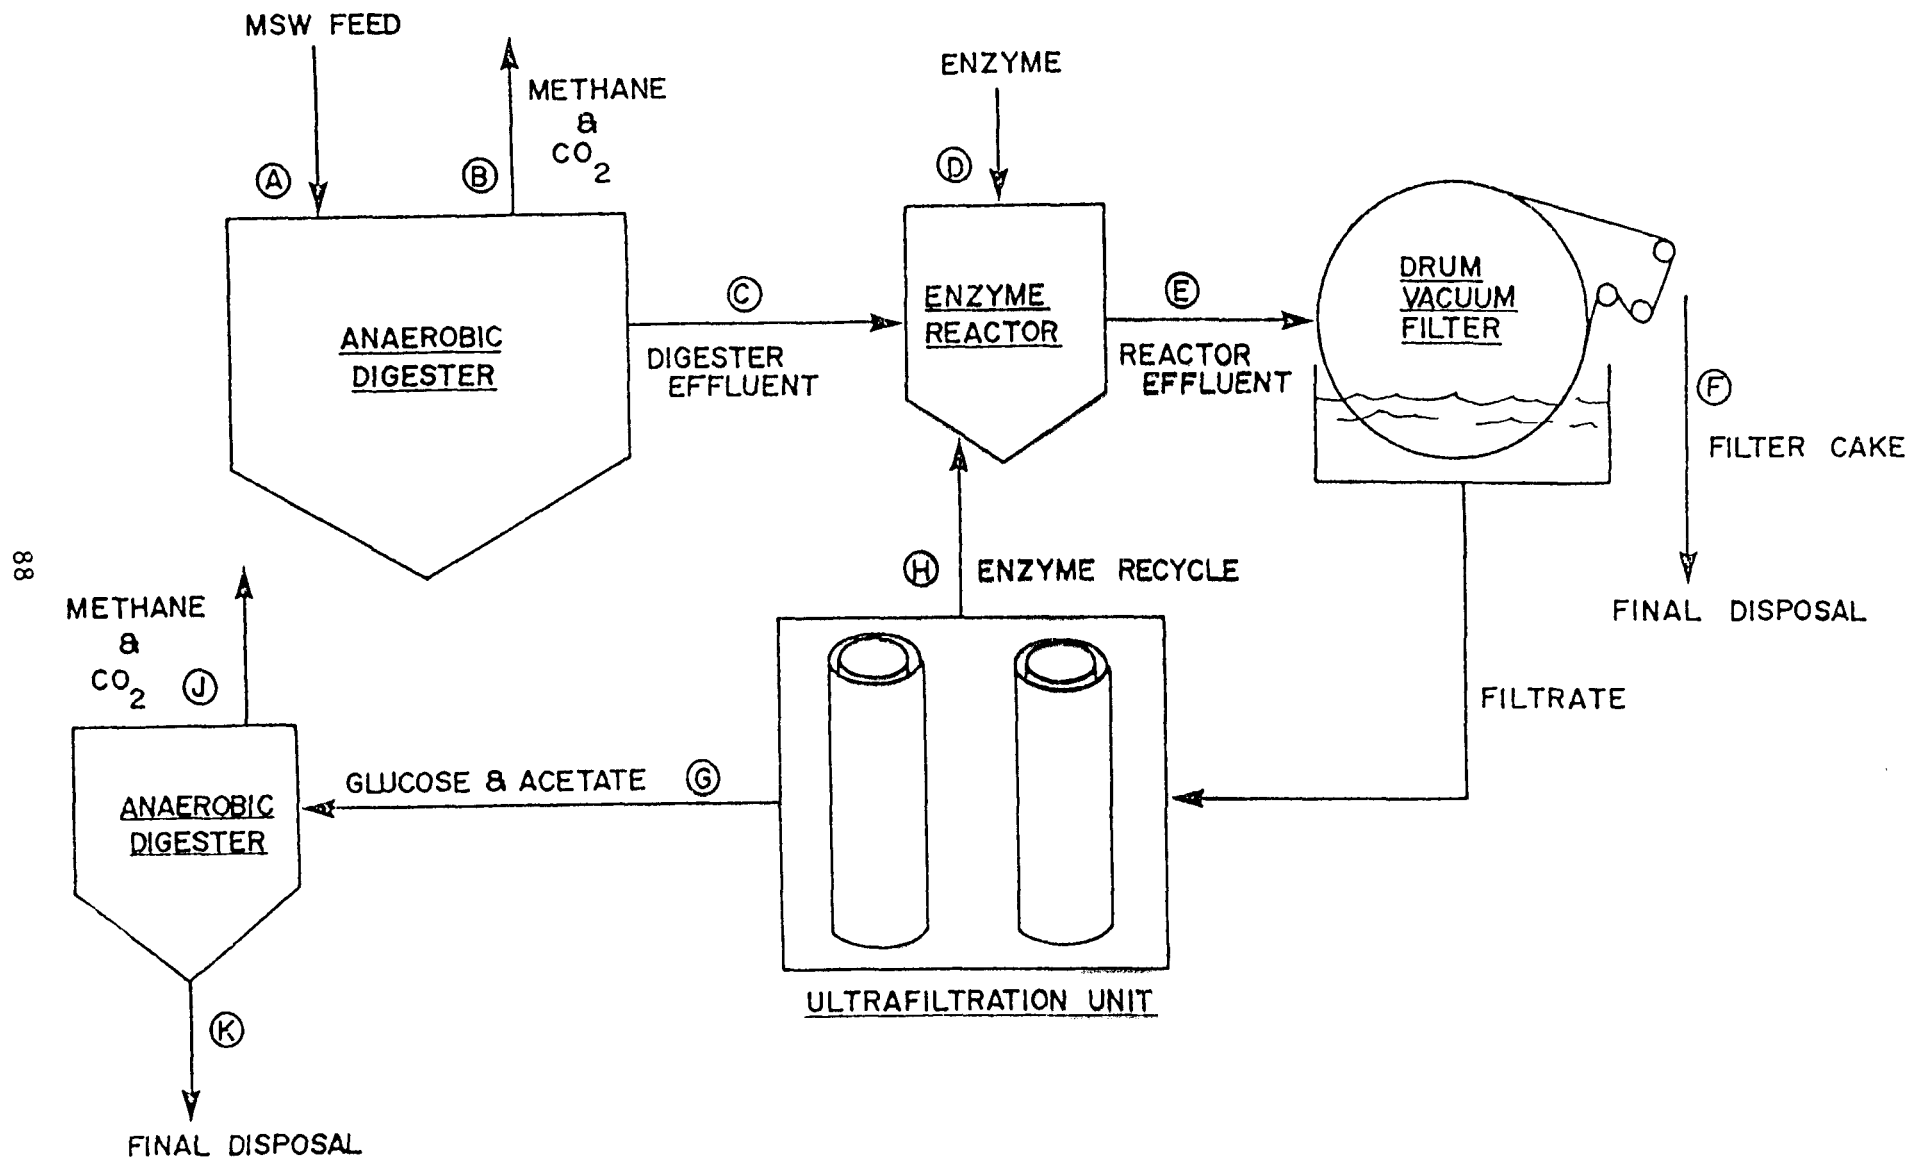 MSW FEED
METHANE
&
CO2
Ⓐ
Ⓑ
ENZYME
Ⓓ
ANAEROBIC
DIGESTER
Ⓒ
DIGESTER
EFFLUENT
ENZYME
REACTOR
Ⓔ
REACTOR
EFFLUENT
DRUM
VACUUM
FILTER
Ⓕ
FILTER CAKE
FINAL DISPOSAL
88
Ⓗ ENZYME RECYCLE
METHANE
&
CO2 Ⓙ
FILTRATE
GLUCOSE & ACETATE Ⓖ
ANAEROBIC
DIGESTER
ULTRAFILTRATION UNIT
Ⓚ
FINAL DISPOSAL